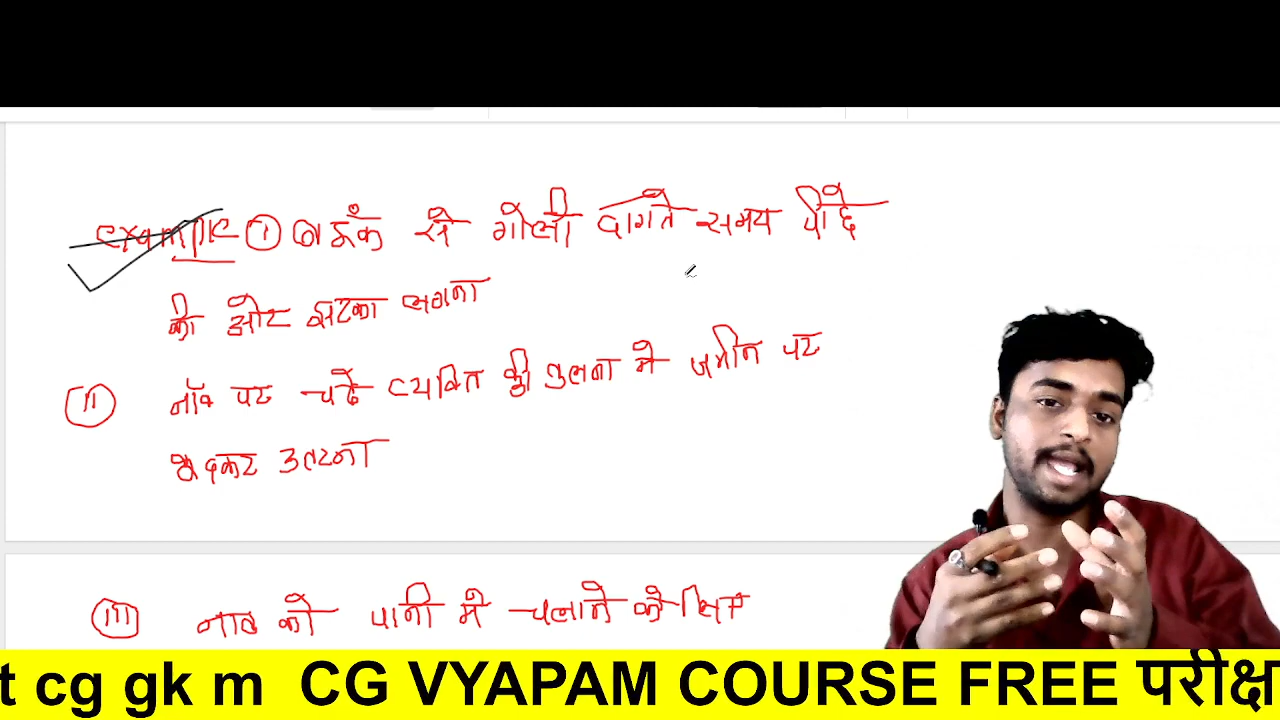 example ① बंदूक से गोली दागते समय पीछे
की ओर झटका लगना
(II) नॉव पर चढे व्यक्ति की तुलना मे जमीन पर
कूदकर उतरना
(III) नाव को पानी मे चलाने के लिए
t cg gk m CG VYAPAM COURSE FREE परीक्ष